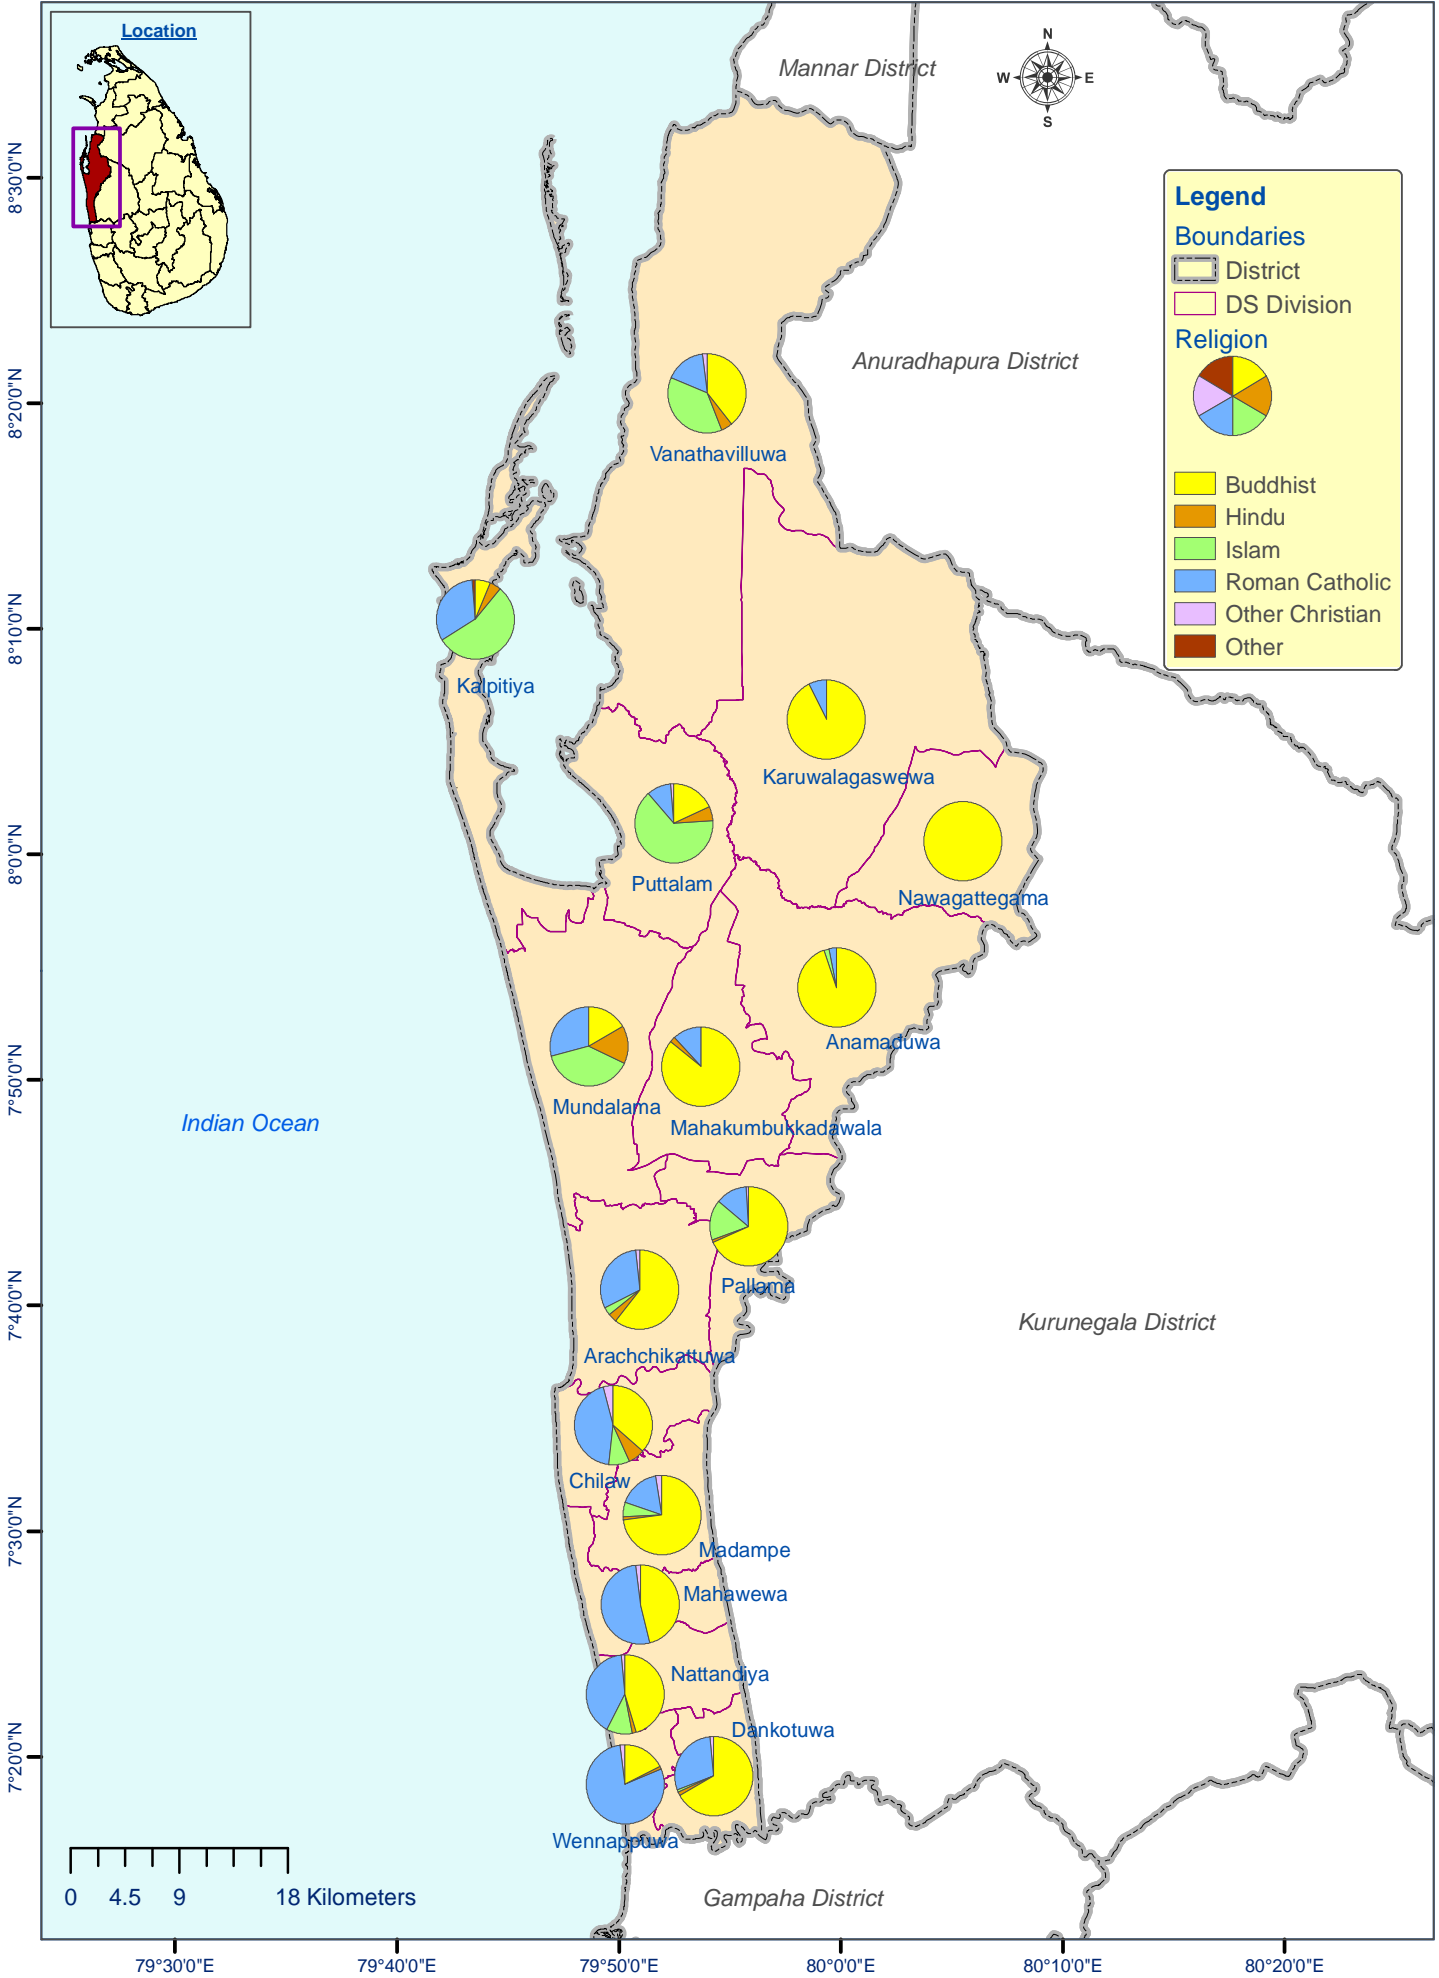 Location
Mannar District
N
W
E
S
8°30'0"N
Legend
Boundaries
District
DS Division
Religion
Buddhist
Hindu
Islam
Roman Catholic
Other Christian
Other
Anuradhapura District
8°20'0"N
Vanathavilluwa
8°10'0"N
Kalpitiya
Karuwalagaswewa
8°0'0"N
Puttalam
Nawagattegama
Anamaduwa
7°50'0"N
Mundalama
Mahakumbukkadawala
Indian Ocean
Pallama
7°40'0"N
Kurunegala District
Arachchikattuwa
Chilaw
7°30'0"N
Madampe
Mahawewa
Nattandiya
Dankotuwa
7°20'0"N
Wennappuwa
0 4.5 9 18 Kilometers
Gampaha District
79°30'0"E 79°40'0"E 79°50'0"E 80°0'0"E 80°10'0"E 80°20'0"E